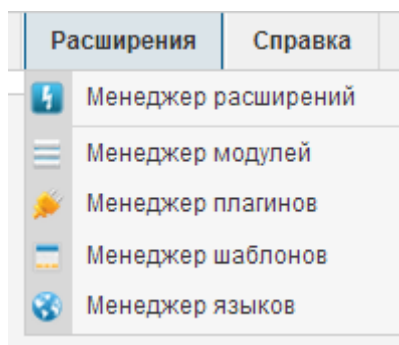 Расширения Справка
Менеджер расширений
Менеджер модулей
Менеджер плагинов
Менеджер шаблонов
Менеджер языков